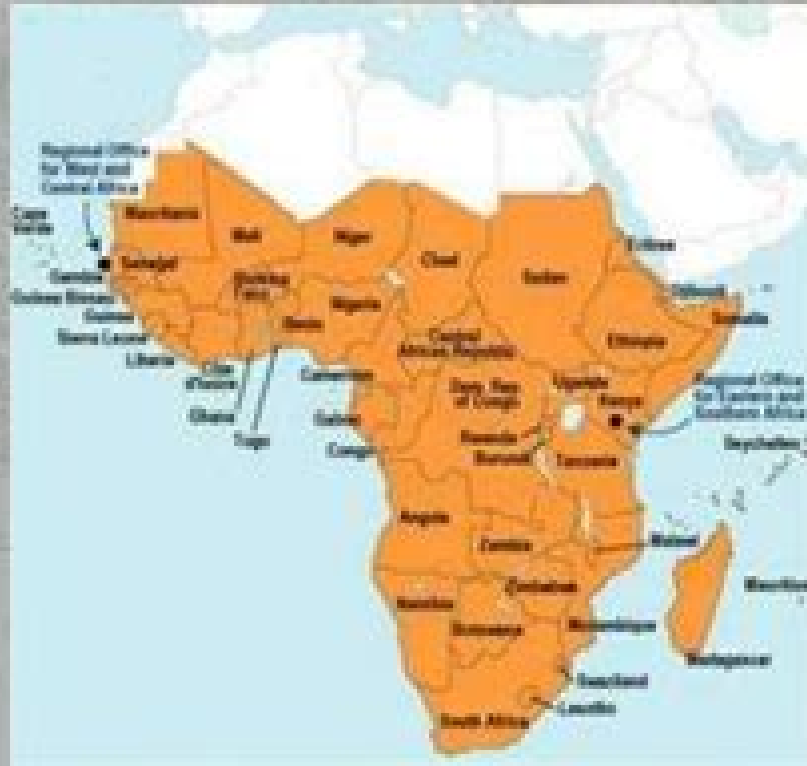 Regional Office
for West and
Central Africa
Cape
Verde
Mauritania
Mali
Niger
Chad
Sudan
Eritrea
Senegal
Gambia
Guinea Bissau
Guinea
Sierra Leone
Liberia
Côte
d'Ivoire
Ghana
Togo
Burkina
Faso
Benin
Nigeria
Cameroon
Central
African Republic
Djibouti
Somalia
Ethiopia
Uganda
Kenya
Regional Office
for Eastern and
Southern Africa
Seychelles
Dem. Rep
of Congo
Gabon
Congo
Rwanda
Burundi
Tanzania
Angola
Zambia
Malawi
Zimbabwe
Namibia
Botswana
Mozambique
Mauritius
Madagascar
Swaziland
Lesotho
South Africa